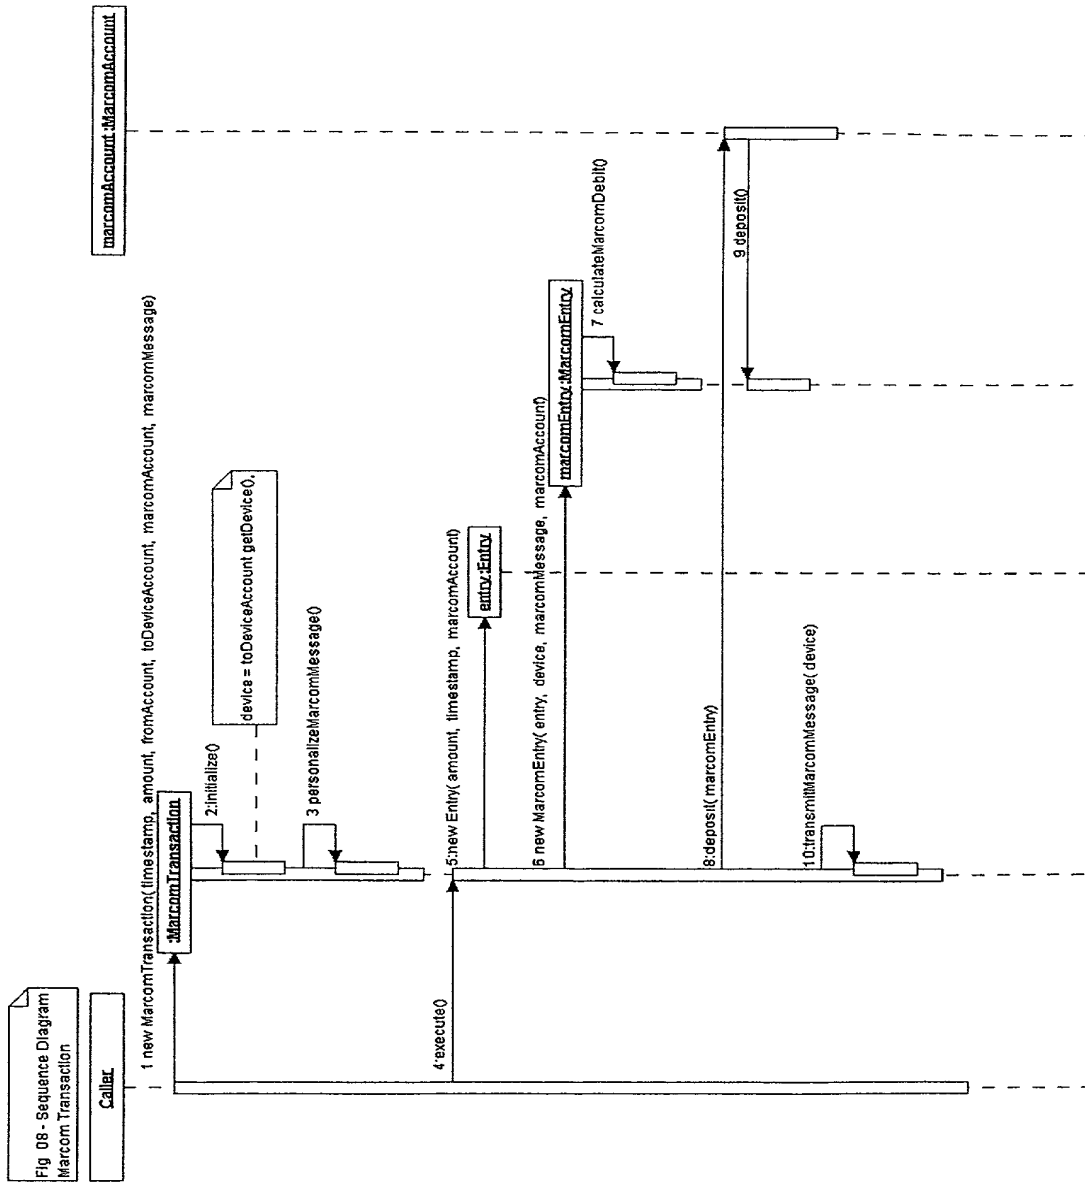 Fig 08 - Sequence Diagram
Marcom Transaction
Caller
:MarcomTransaction
entry:Entry
marcomEntry:MarcomEntry
marcomAccount:MarcomAccount
1 new MarcomTransaction( timestamp, amount, fromAccount, toDeviceAccount, marcomAccount, marcomMessage)
2:initialize()
device = toDeviceAccount getDevice(),
3 personalizeMarcomMessage()
4:execute()
5:new Entry( amount, timestamp, marcomAccount)
6 new MarcomEntry( entry, device, marcomMessage, marcomAccount)
7 calculateMarcomDebit()
8:deposit( marcomEntry)
9 deposit()
10:transmitMarcomMessage( device)